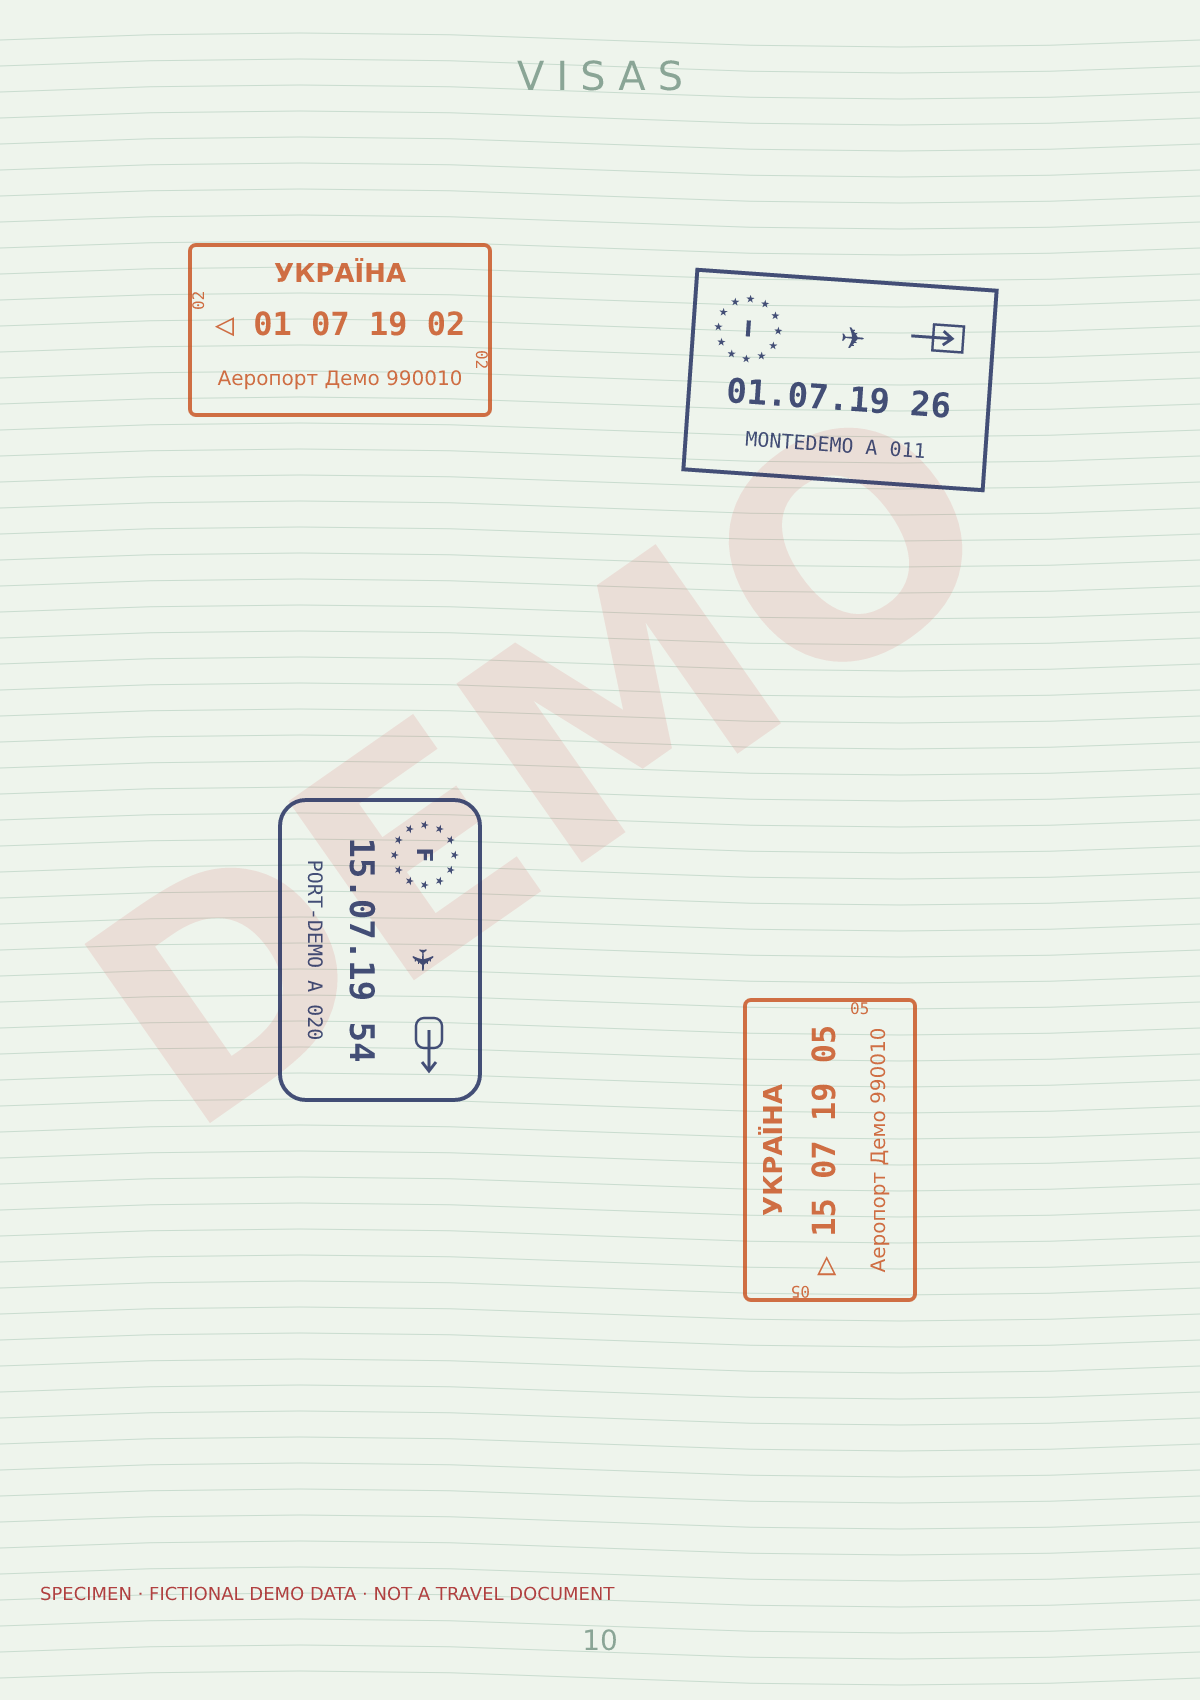 VISAS
УКРАЇНА
02
01 07 19 02
02
Аеропорт Демо 990010
I
01.07.19 26
MONTEDEMO A 011
F
15.07.19 54
PORT-DEMO A 020
УКРАЇНА
05
15 07 19 05
05
Аеропорт Демо 990010
DEMO
SPECIMEN · FICTIONAL DEMO DATA · NOT A TRAVEL DOCUMENT
10